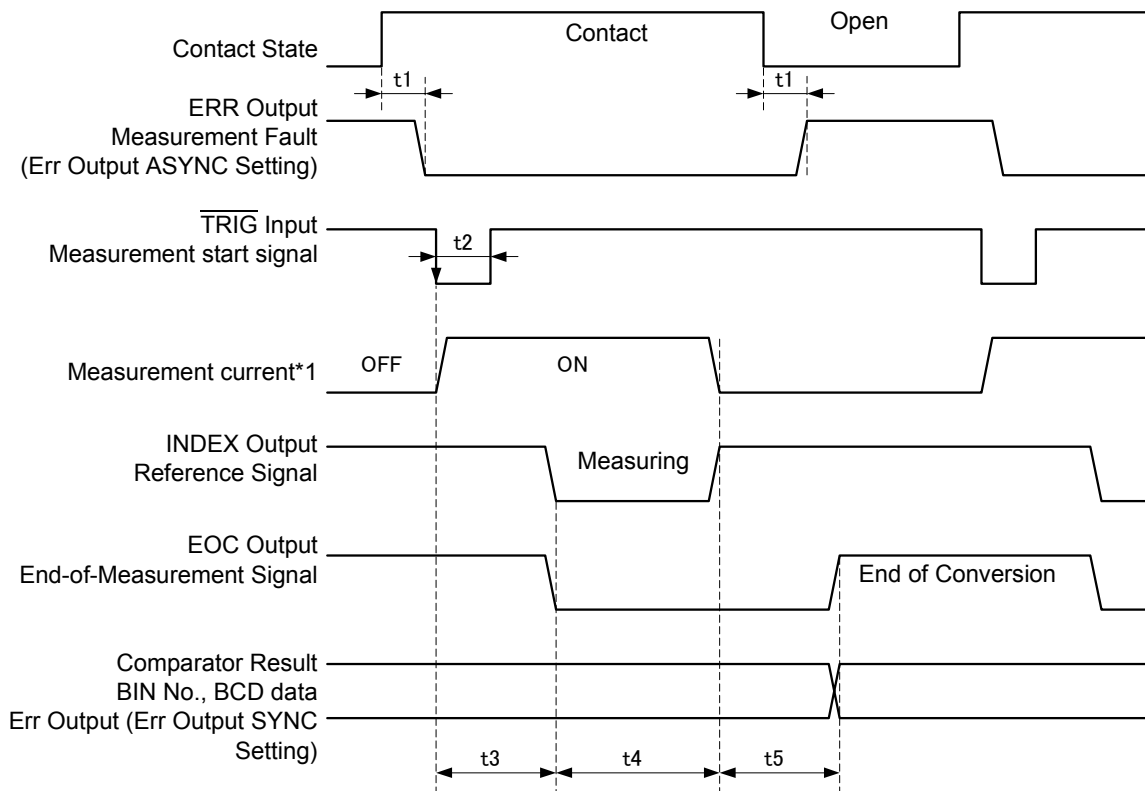 Contact State
Contact
Open
t1
t1
ERR Output
Measurement Fault
(Err Output ASYNC Setting)
TRIG Input
Measurement start signal
t2
Measurement current*1
OFF
ON
INDEX Output
Reference Signal
Measuring
EOC Output
End-of-Measurement Signal
End of Conversion
Comparator Result
BIN No., BCD data
Err Output (Err Output SYNC
Setting)
t3
t4
t5